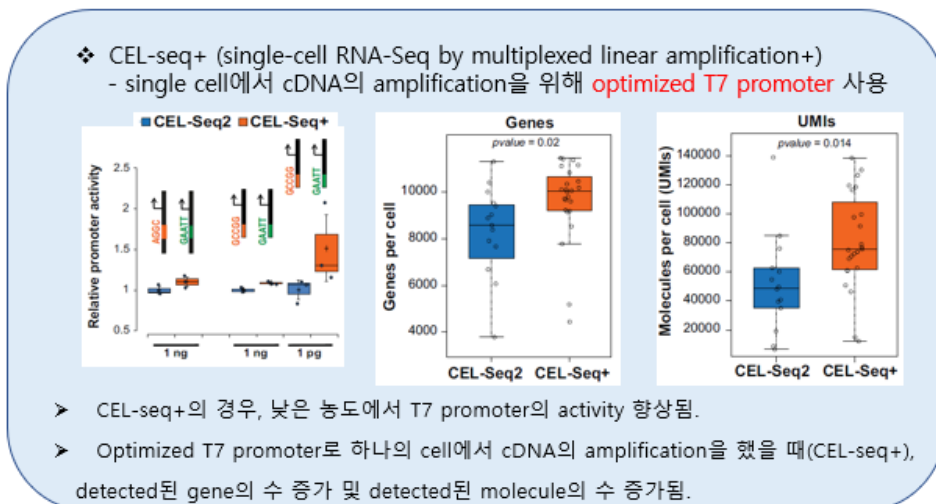 ❖ CEL-seq+ (single-cell RNA-Seq by multiplexed linear amplification+)
- single cell에서 cDNA의 amplification을 위해 optimized T7 promoter 사용
CEL-Seq2 CEL-Seq+
Relative promoter activity
2.5
2
1.5
1
0.5
AGGC GAATT
GCCGG GAATT
GCCGG GAATT
1 ng 1 ng 1 pg
Genes
pvalue = 0.02
Genes per cell
10000
8000
6000
4000
CEL-Seq2 CEL-Seq+
UMIs
pvalue = 0.014
Molecules per cell (UMIs)
140000
120000
100000
80000
60000
40000
20000
CEL-Seq2 CEL-Seq+
➤ CEL-seq+의 경우, 낮은 농도에서 T7 promoter의 activity 향상됨.
➤ Optimized T7 promoter로 하나의 cell에서 cDNA의 amplification을 했을 때(CEL-seq+),
detected된 gene의 수 증가 및 detected된 molecule의 수 증가됨.